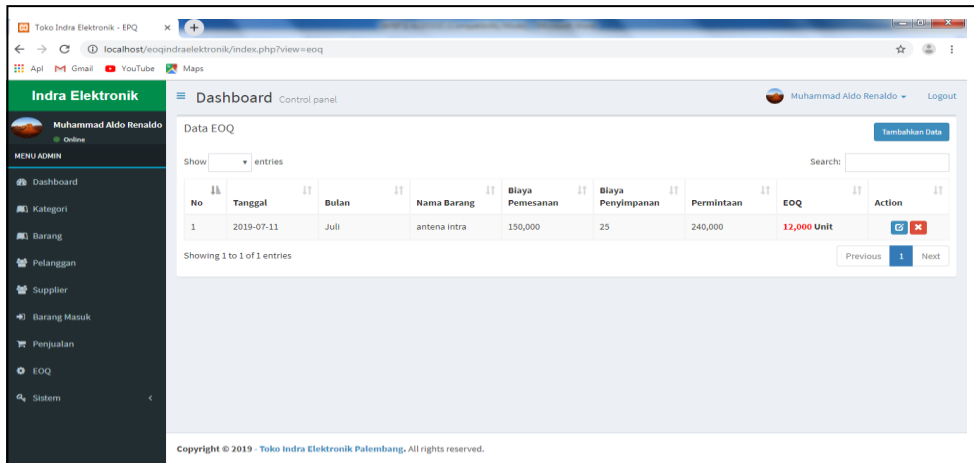 Toko Indra Elektronik - EPQ
localhost/eoqindraelektronik/index.php?view=eoq
Apl Gmail YouTube Maps
Indra Elektronik
Dashboard Control panel
Muhammad Aldo Renaldo
Logout
Muhammad Aldo Renaldo
Online
MENU ADMIN
Dashboard
Kategori
Barang
Pelanggan
Supplier
Barang Masuk
Penjualan
EOQ
Sistem
Data EOQ
Tambahkan Data
Show entries
Search:
No Tanggal Bulan Nama Barang Biaya Pemesanan Biaya Penyimpanan Permintaan EOQ Action
1 2019-07-11 Juli antena intra 150,000 25 240,000 12,000 Unit
Showing 1 to 1 of 1 entries
Previous 1 Next
Copyright © 2019 - Toko Indra Elektronik Palembang. All rights reserved.